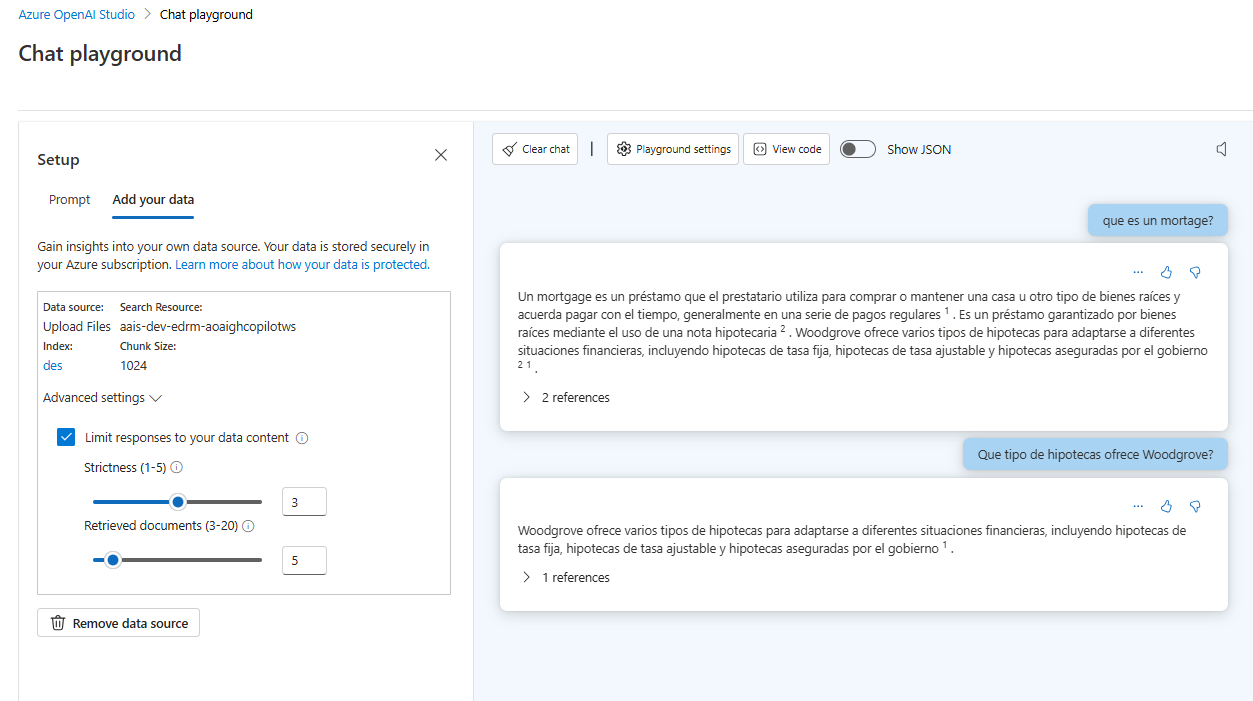 Azure OpenAI Studio > Chat playground
Chat playground
Setup
Prompt Add your data
Gain insights into your own data source. Your data is stored securely in
your Azure subscription. Learn more about how your data is protected.
Data source: Search Resource:
Upload Files aais-dev-edrm-aoaighcopilotws
Index: Chunk Size:
des 1024
Advanced settings
Limit responses to your data content
Strictness (1-5)
3
Retrieved documents (3-20)
5
Remove data source
Clear chat | Playground settings View code Show JSON
que es un mortage?
Un mortgage es un préstamo que el prestatario utiliza para comprar o mantener una casa u otro tipo de bienes raíces y
acuerda pagar con el tiempo, generalmente en una serie de pagos regulares 1 . Es un préstamo garantizado por bienes
raíces mediante el uso de una nota hipotecaria 2 . Woodgrove ofrece varios tipos de hipotecas para adaptarse a diferentes
situaciones financieras, incluyendo hipotecas de tasa fija, hipotecas de tasa ajustable y hipotecas aseguradas por el gobierno
2 1 .
2 references
Que tipo de hipotecas ofrece Woodgrove?
Woodgrove ofrece varios tipos de hipotecas para adaptarse a diferentes situaciones financieras, incluyendo hipotecas de
tasa fija, hipotecas de tasa ajustable y hipotecas aseguradas por el gobierno 1 .
1 references